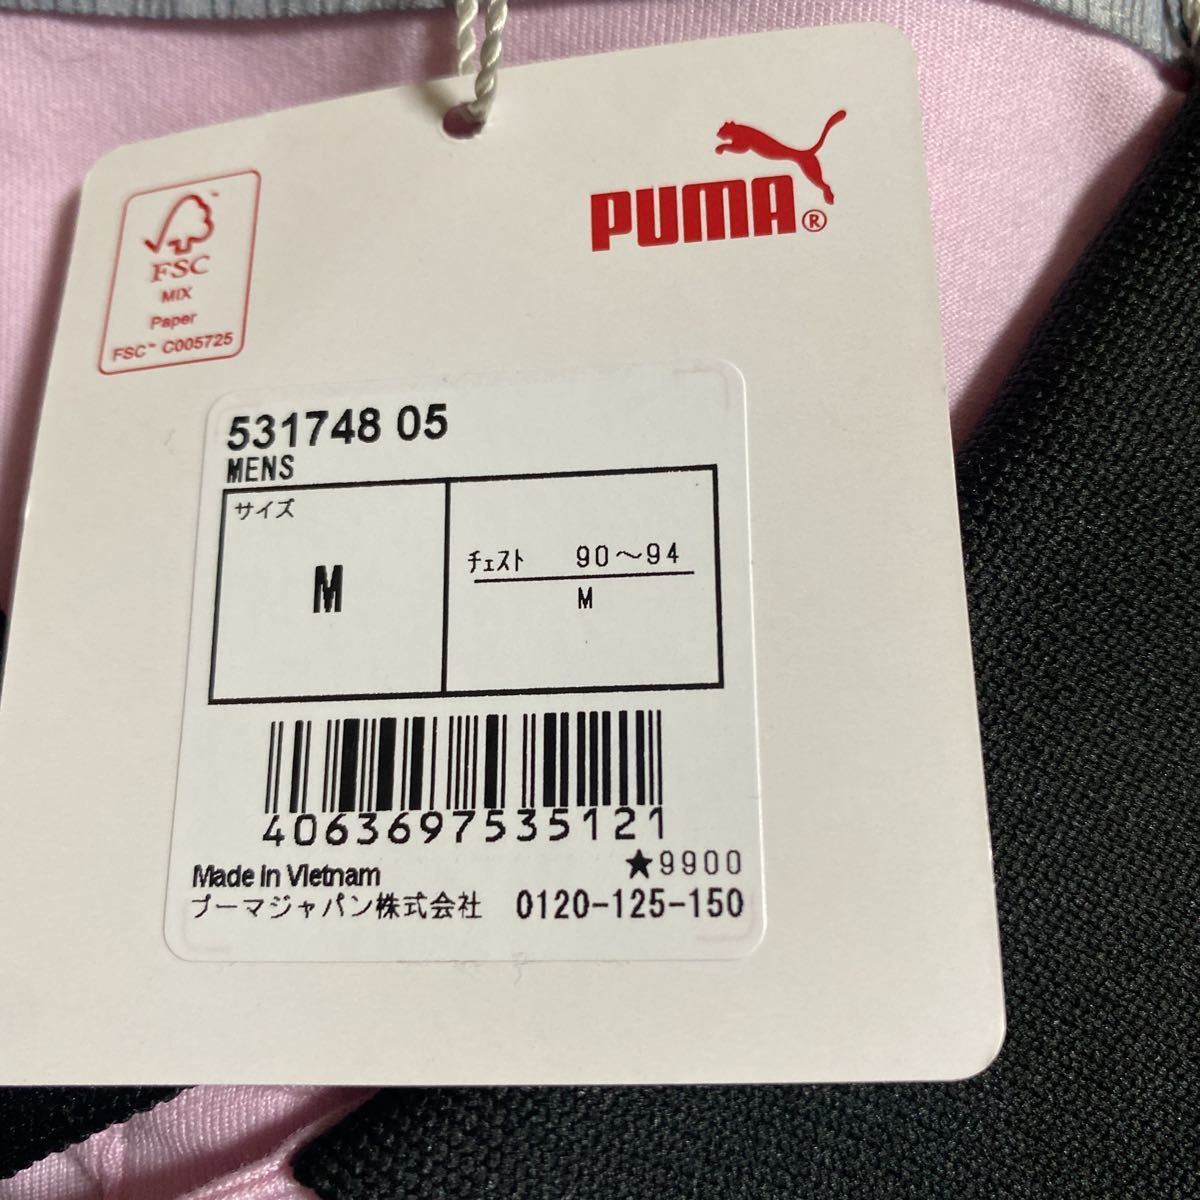 PUMA®
FSC
MIX
Paper
FSC™ C005725
531748 05
MENS
サイズ
M
チェスト 90～94
M
4063697535121
★9900
Made in Vietnam
プーマジャパン株式会社 0120-125-150